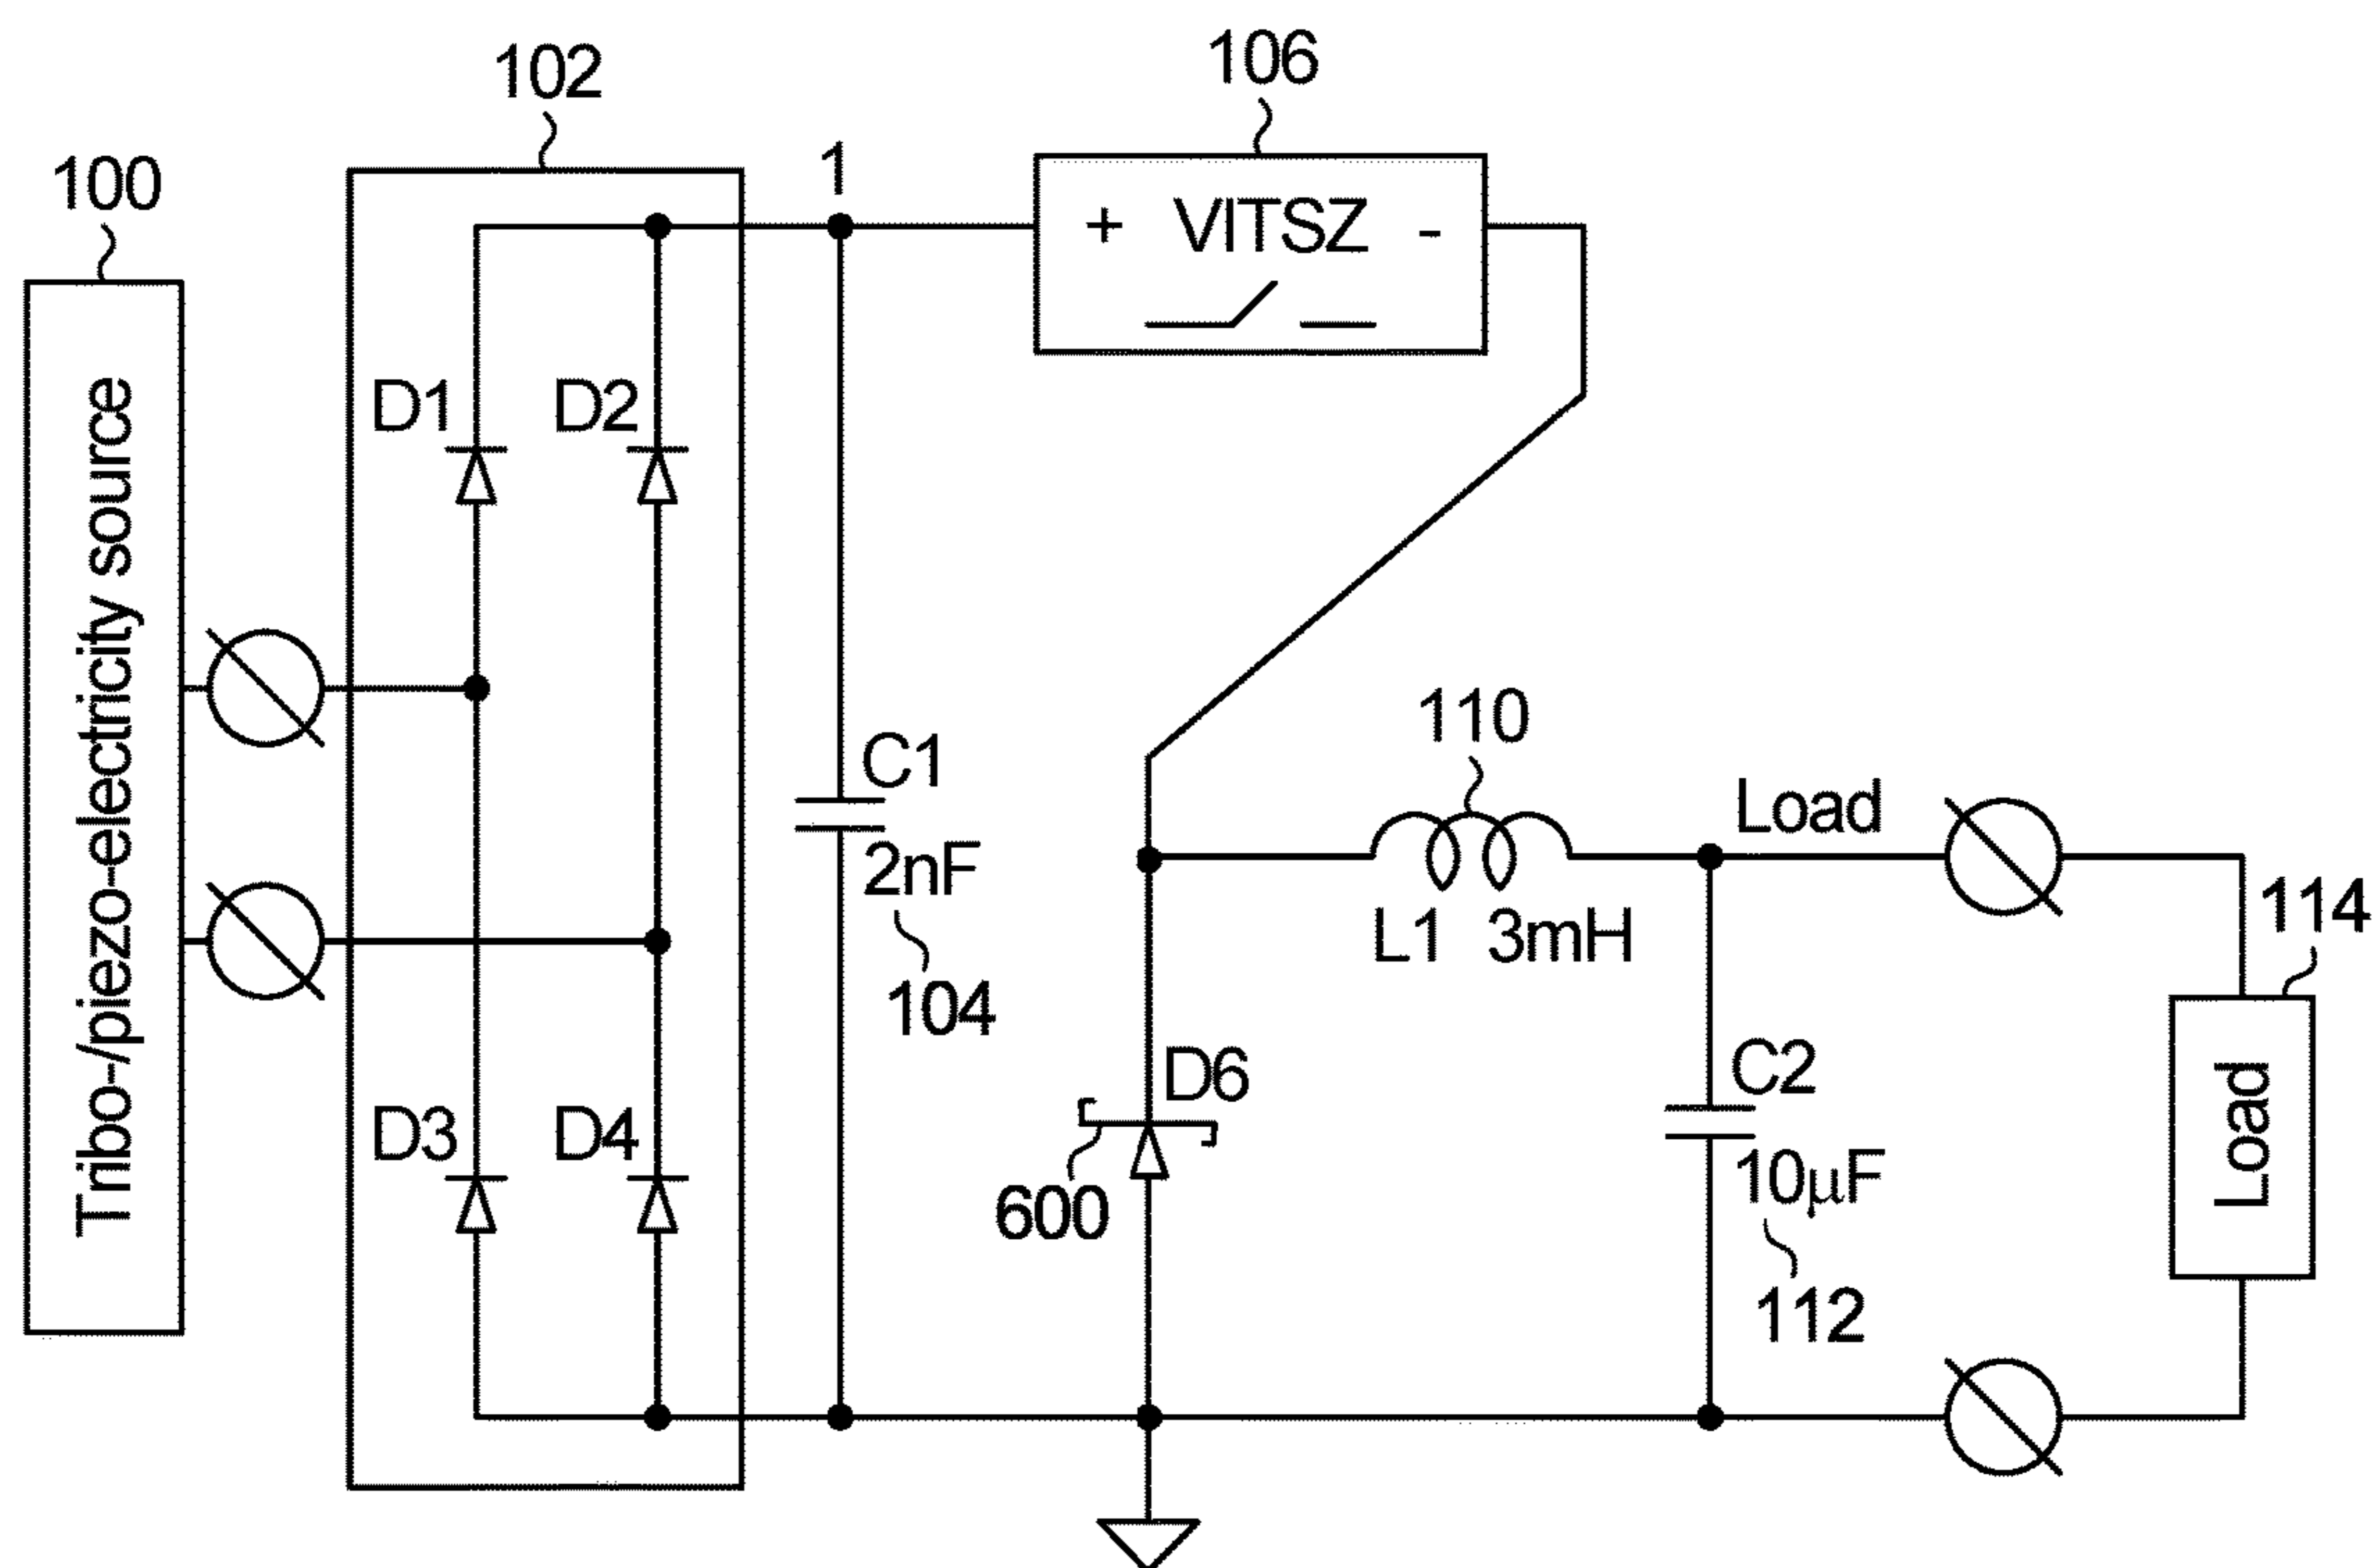 100
Tribo-/piezo-electricity source
102
D1
D2
D3
D4
1
C1
2nF
104
106
+ VITSZ -
110
L1 3mH
D6
600
Load
C2
10μF
112
114
Load